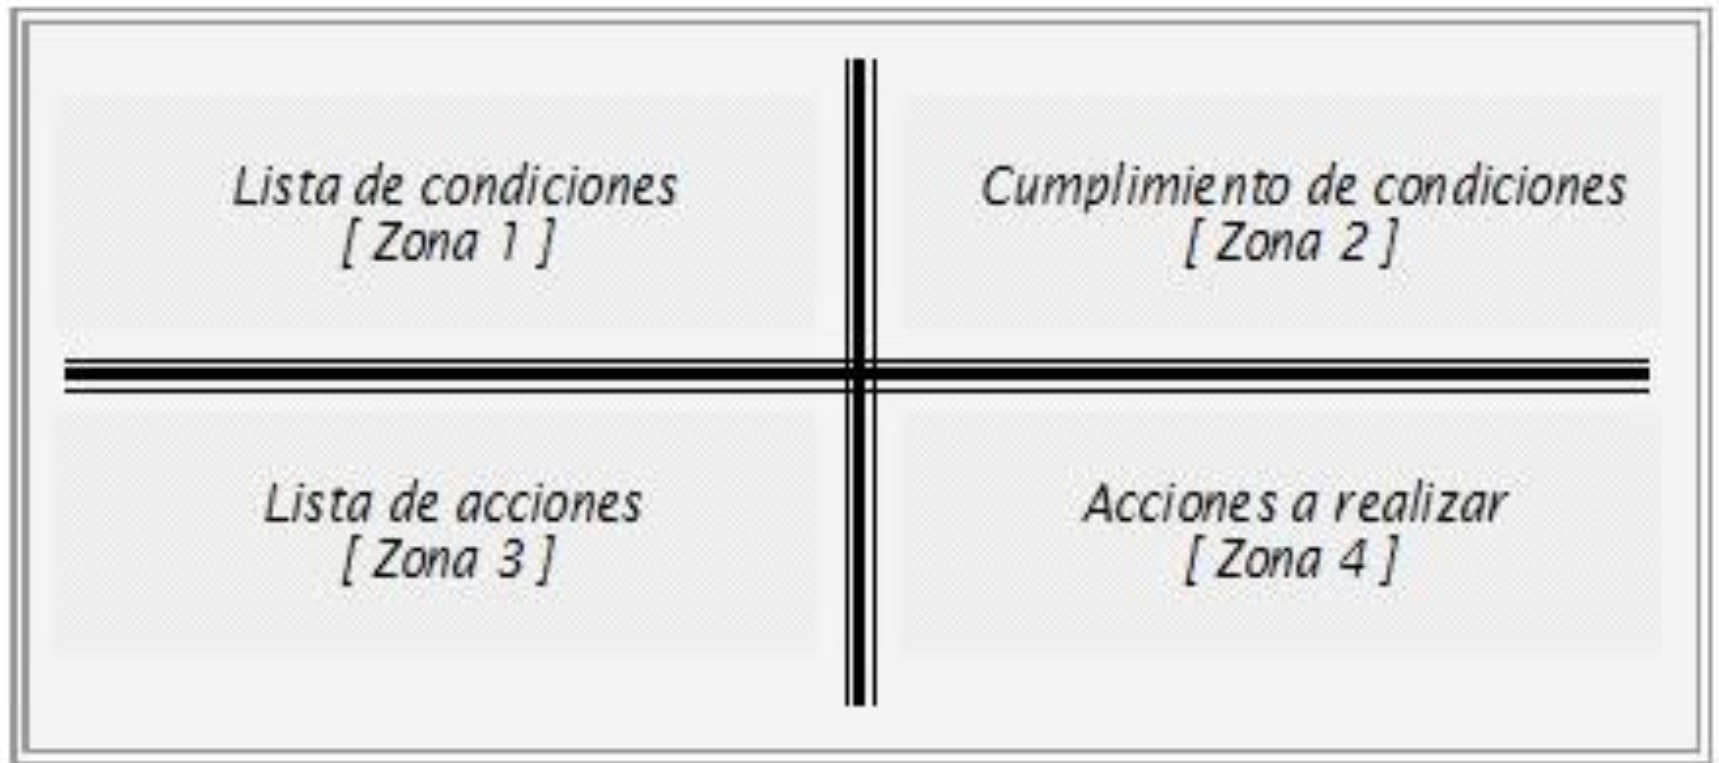 Lista de condiciones
[ Zona 1 ]
Cumplimiento de condiciones
[ Zona 2 ]
Lista de acciones
[ Zona 3 ]
Acciones a realizar
[ Zona 4 ]